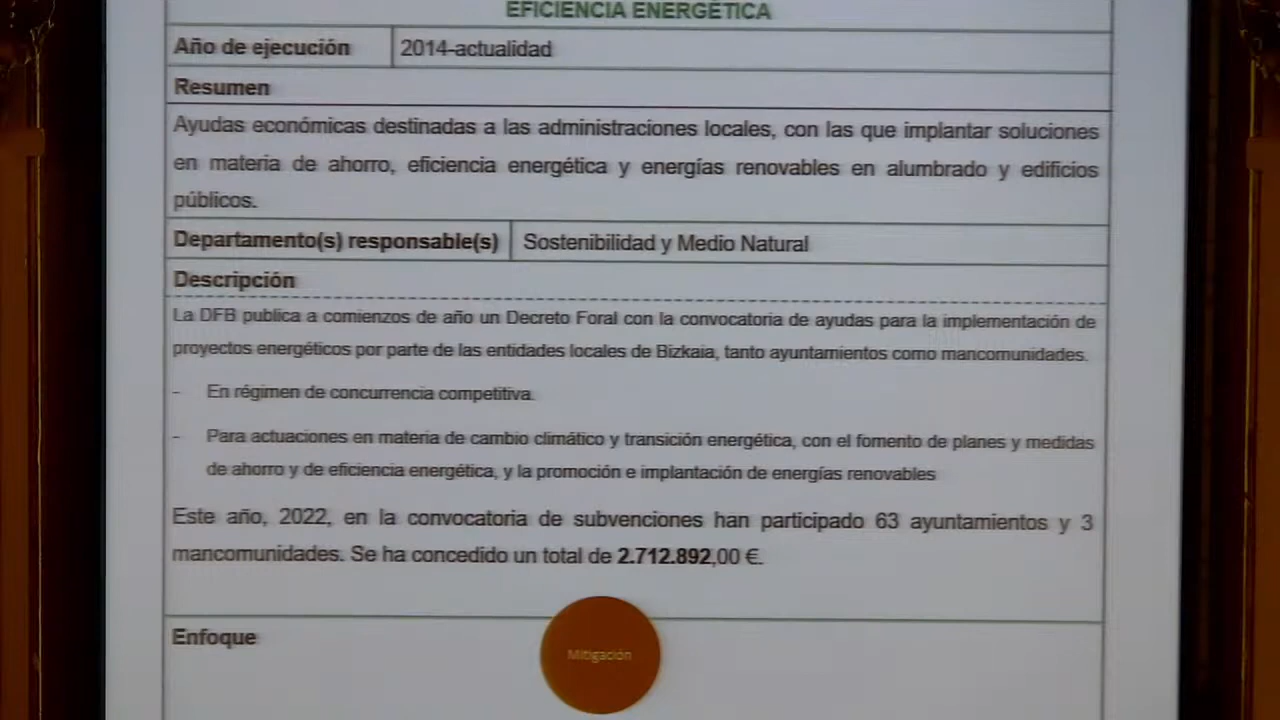 EFICIENCIA ENERGÉTICA
Año de ejecución 2014-actualidad
Resumen
Ayudas económicas destinadas a las administraciones locales, con las que implantar soluciones
en materia de ahorro, eficiencia energética y energías renovables en alumbrado y edificios
públicos.
Departamento(s) responsable(s) Sostenibilidad y Medio Natural
Descripción
La DFB publica a comienzos de año un Decreto Foral con la convocatoria de ayudas para la implementación de
proyectos energéticos por parte de las entidades locales de Bizkaia, tanto ayuntamientos como mancomunidades.
- En régimen de concurrencia competitiva.
- Para actuaciones en materia de cambio climático y transición energética, con el fomento de planes y medidas
de ahorro y de eficiencia energética, y la promoción e implantación de energías renovables
Este año, 2022, en la convocatoria de subvenciones han participado 63 ayuntamientos y 3
mancomunidades. Se ha concedido un total de 2.712.892,00 €.
Enfoque
Mitigación